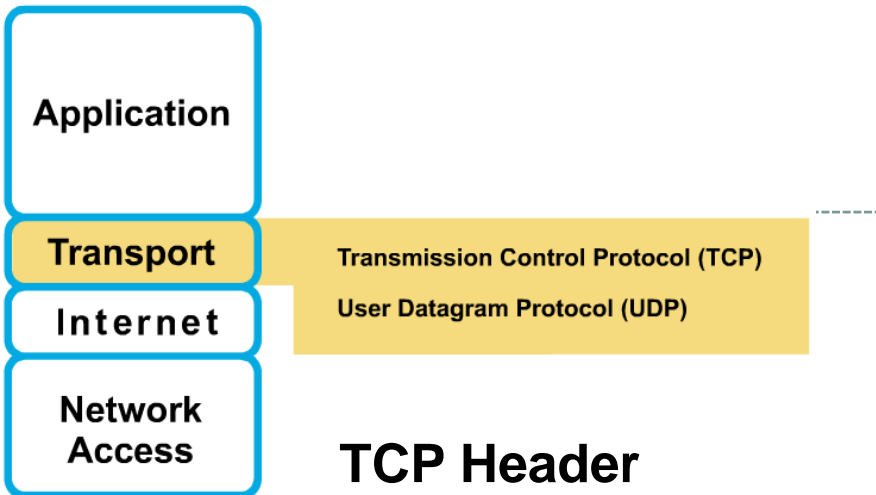 Application
Transport
Transmission Control Protocol (TCP)
User Datagram Protocol (UDP)
Internet
Network
Access
TCP Header